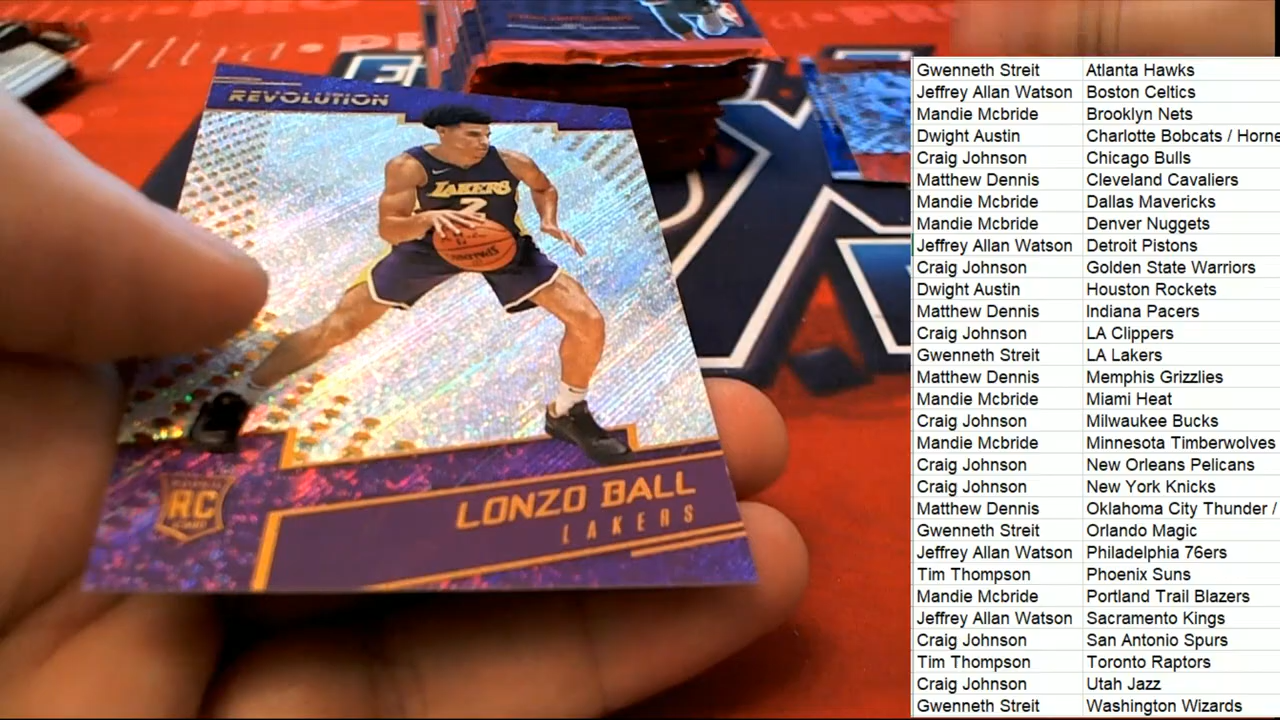 REVOLUTION
LAKERS
2
RC
LONZO BALL
LAKERS
Gwenneth Streit Atlanta Hawks
Jeffrey Allan Watson Boston Celtics
Mandie Mcbride Brooklyn Nets
Dwight Austin Charlotte Bobcats / Horne
Craig Johnson Chicago Bulls
Matthew Dennis Cleveland Cavaliers
Mandie Mcbride Dallas Mavericks
Mandie Mcbride Denver Nuggets
Jeffrey Allan Watson Detroit Pistons
Craig Johnson Golden State Warriors
Dwight Austin Houston Rockets
Matthew Dennis Indiana Pacers
Craig Johnson LA Clippers
Gwenneth Streit LA Lakers
Matthew Dennis Memphis Grizzlies
Mandie Mcbride Miami Heat
Craig Johnson Milwaukee Bucks
Mandie Mcbride Minnesota Timberwolves
Craig Johnson New Orleans Pelicans
Craig Johnson New York Knicks
Matthew Dennis Oklahoma City Thunder /
Gwenneth Streit Orlando Magic
Jeffrey Allan Watson Philadelphia 76ers
Tim Thompson Phoenix Suns
Mandie Mcbride Portland Trail Blazers
Jeffrey Allan Watson Sacramento Kings
Craig Johnson San Antonio Spurs
Tim Thompson Toronto Raptors
Craig Johnson Utah Jazz
Gwenneth Streit Washington Wizards